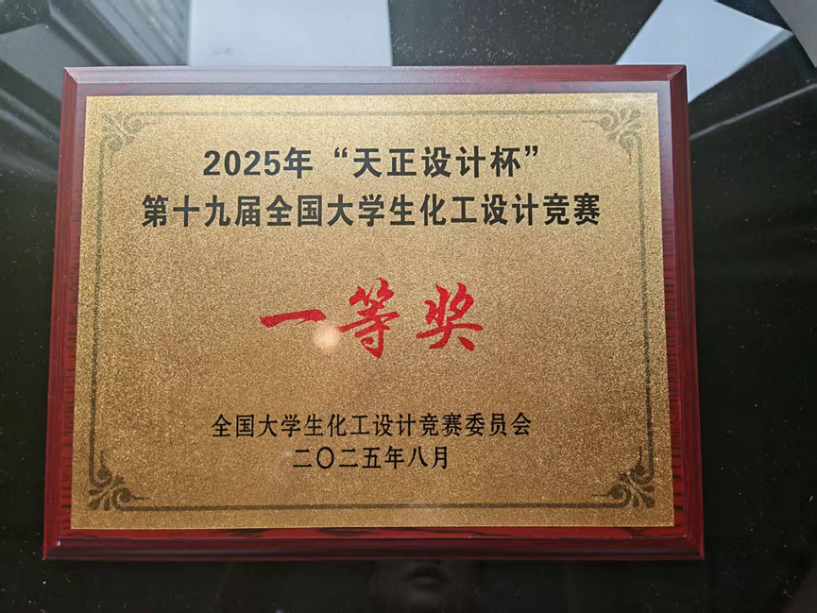 2025年“天正设计杯”
第十九届全国大学生化工设计竞赛
一等奖
全国大学生化工设计竞赛委员会
二〇二五年八月